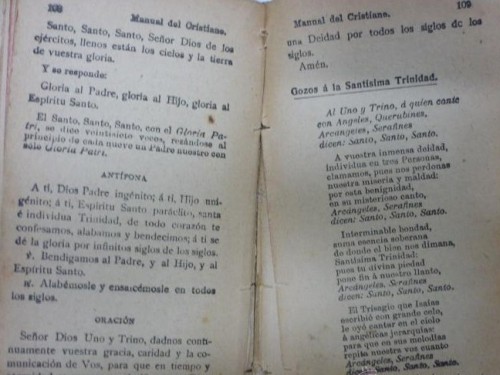 108 Manual del Cristiano.
Santo, Santo, Santo, Señor Dios de los
ejércitos, llenos están los cielos y la tierra
de vuestra gloria.
Y se responde:
Gloria al Padre, gloria al Hijo, gloria al
Espíritu Santo.
El Santo, Santo, Santo, con el Gloria Pa-
tri, se dice veintisiete veces, rezándose al
principio de cada nueve un Padre nuestro con
sólo Gloria Patri.
ANTÍFONA
A ti, Dios Padre ingénito; á ti, Hijo uni-
génito; á ti, Espíritu Santo paráclito, santa
é individua Trinidad, de todo corazón te
confesamos, alabamos y bendecimos; á ti se
dé la gloria por infinitos siglos de los siglos.
℣. Bendigamos al Padre, y al Hijo, y al
Espíritu Santo.
℟. Alabémosle y ensalcémosle en todos
los siglos.
ORACIÓN
Señor Dios Uno y Trino, dadnos conti-
nuamente vuestra gracia, caridad y la co-
municación de Vos, para que en tiempo y
Manual del Cristiano. 109
una Deidad por todos los siglos de los
siglos.
Amén.
Gozos á la Santísima Trinidad.
Al Uno y Trino, á quien cante
con Angeles, Querubines,
Arcángeles, Serafines
dicen: Santo, Santo, Santo.
A vuestra inmensa deidad,
individua en tres Personas,
clamamos, pues nos perdonas
nuestra miseria y maldad:
por esta benignidad,
en su misterioso canto,
Arcángeles, Serafines
dicen: Santo, Santo, Santo.
Interminable bondad,
suma esencia soberana
de donde el bien nos dimana,
Santísima Trinidad:
pues tu divina piedad
pone fin á nuestro llanto,
Arcángeles, Serafines
dicen: Santo, Santo, Santo.
El Trisagio que Isaías
escribió con grande celo,
le oyó cantar en el cielo
á angélicas jerarquías:
para que en sus melodías
repita nuestra voz cuanto
Arcángeles, Serafines
dicen: Santo, Santo, Santo.